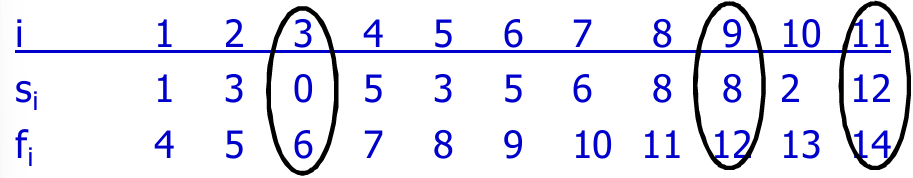 i 1 2 3 4 5 6 7 8 9 10 11
si 1 3 0 5 3 5 6 8 8 2 12
fi 4 5 6 7 8 9 10 11 12 13 14